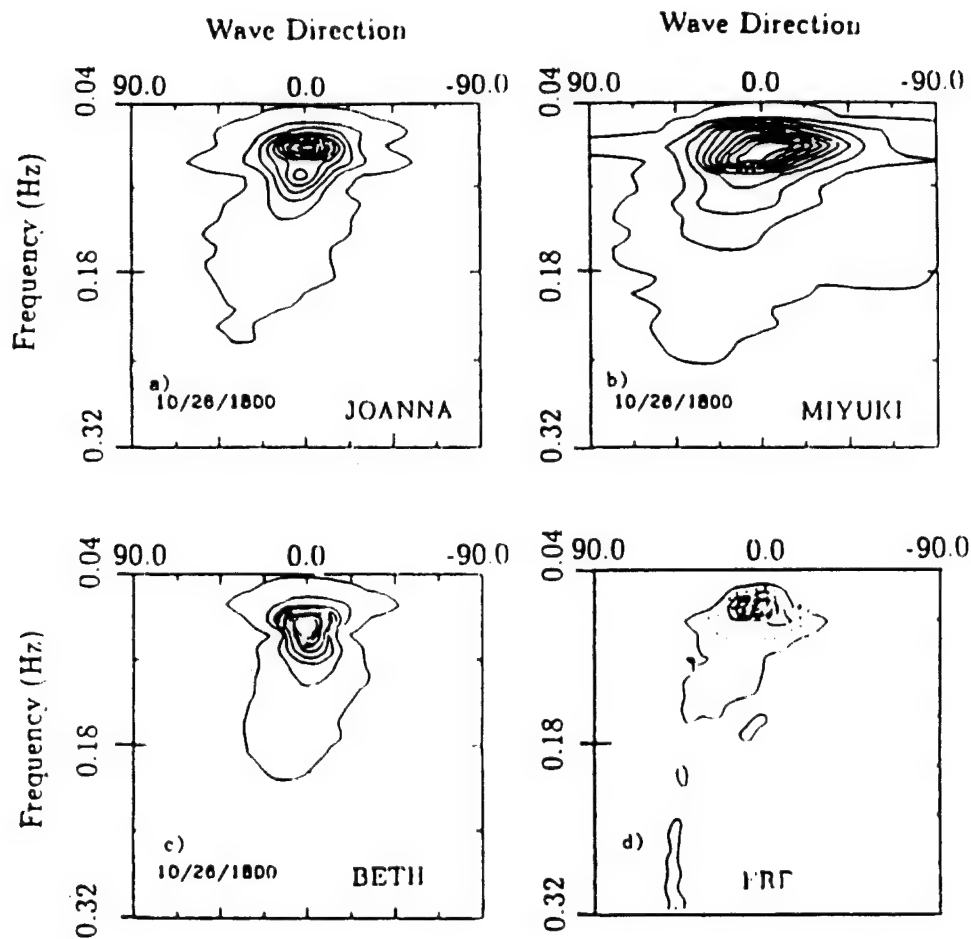 Wave Direction
Wave Direction
90.0 0.0 -90.0
90.0 0.0 -90.0
Frequency (Hz)
0.04
0.18
0.32
0.04
0.18
0.32
a)
10/26/1800
JOANNA
b)
10/26/1800
MIYUKI
90.0 0.0 -90.0
90.0 0.0 -90.0
Frequency (Hz)
0.04
0.18
0.32
0.04
0.18
0.32
c)
10/26/1800
BETH
d)
FRF